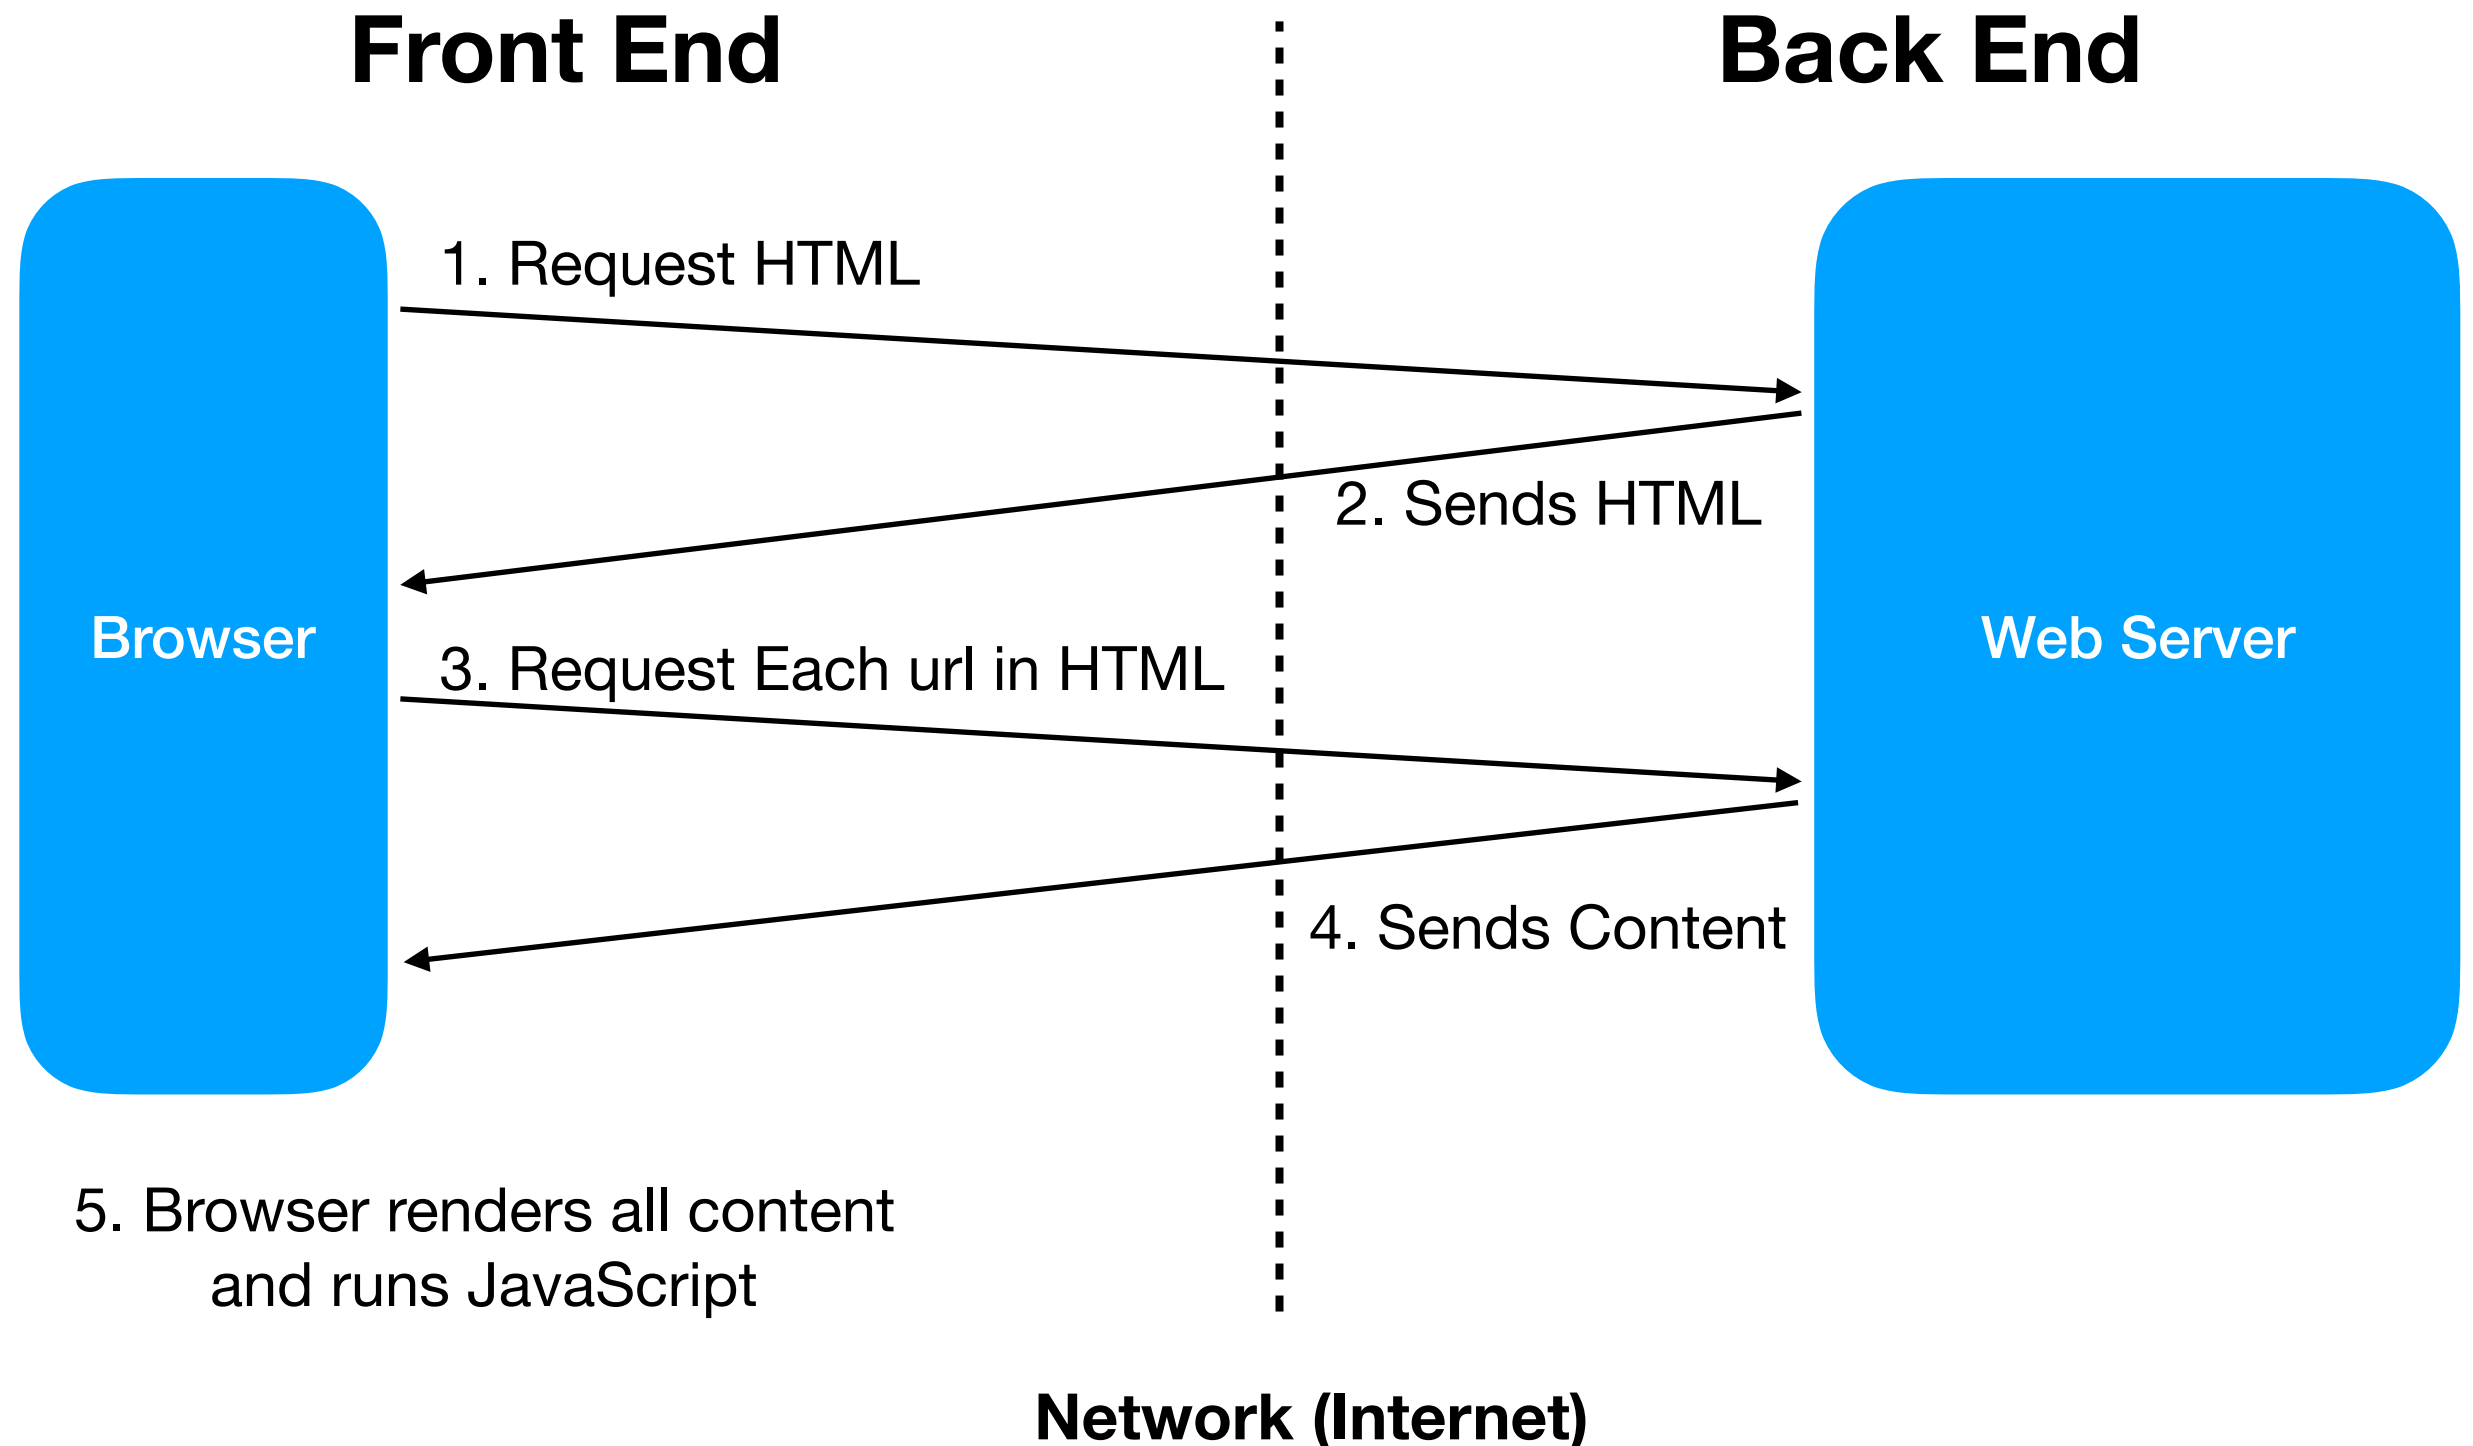 Front End
Back End
1. Request HTML
2. Sends HTML
Browser
Web Server
3. Request Each url in HTML
4. Sends Content
5. Browser renders all content
and runs JavaScript
Network (Internet)